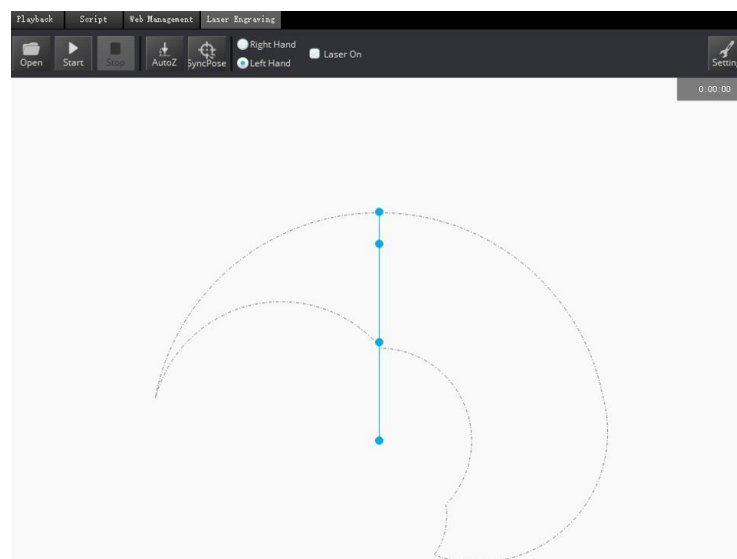 Playback Script Web Management Laser Engraving
Open Start Stop AutoZ SyncPose
Right Hand
Left Hand
Laser On
Settin
0:00:00